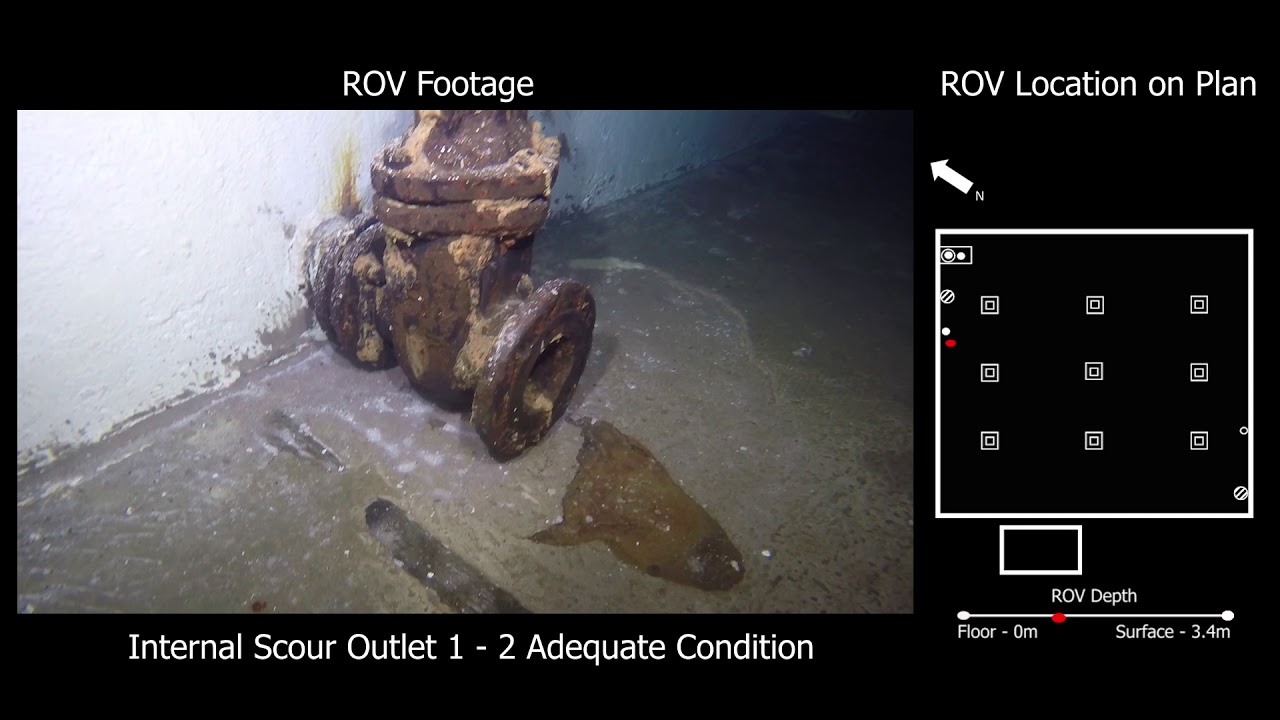 ROV Footage
ROV Location on Plan
N
ROV Depth
Floor - 0m
Surface - 3.4m
Internal Scour Outlet 1 - 2 Adequate Condition